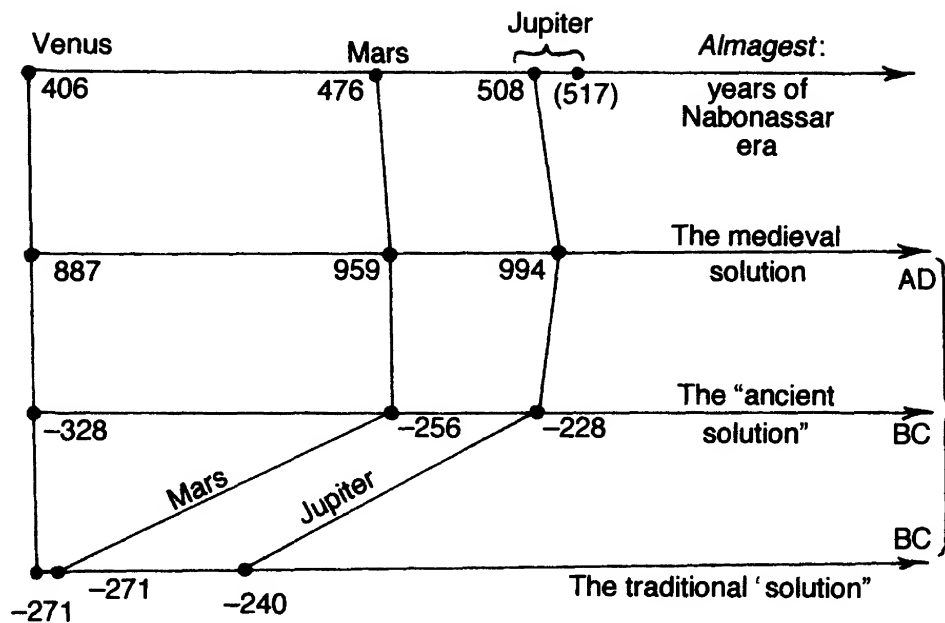 Jupiter
Venus
Mars
Almagest:
406
476
508
(517)
years of
Nabonassar
era
The medieval
887
959
994
solution
AD
The “ancient
–328
–256
–228
solution”
BC
Mars
Jupiter
BC
–271
–271
–240
The traditional ‘ solution”